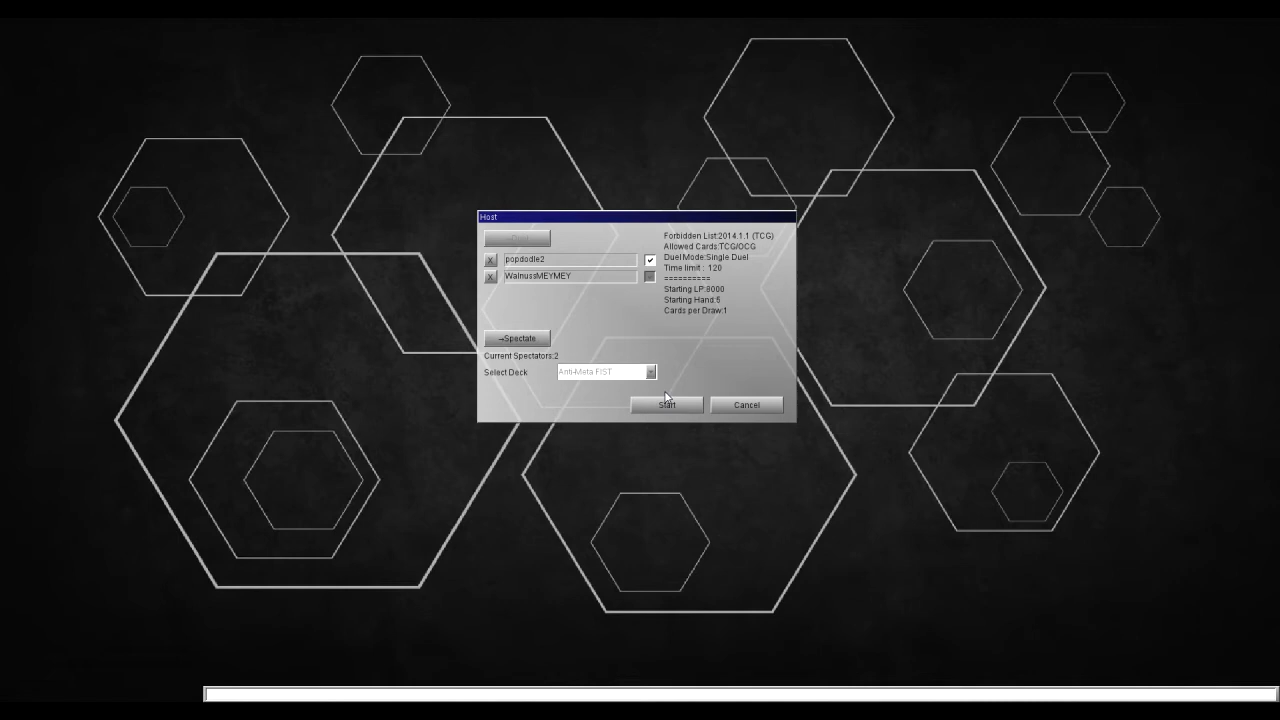 Host
popdodle2
WalnussMEYMEY
Forbidden List:2014.1.1 (TCG)
Allowed Cards:TCG/OCG
Duel Mode:Single Duel
Time limit : 120
==========
Starting LP:8000
Starting Hand:5
Cards per Draw:1
→Spectate
Current Spectators:2
Select Deck
Anti-Meta FIST
Start
Cancel